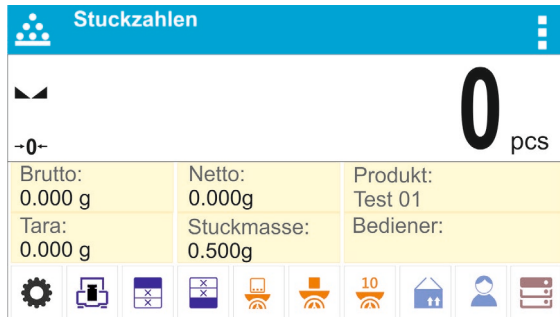 Stuckzahlen
0 pcs
→0←
Brutto:
0.000 g
Netto:
0.000g
Produkt:
Test 01
Tara:
0.000 g
Stuckmasse:
0.500g
Bediener:
x
x
x
x
10